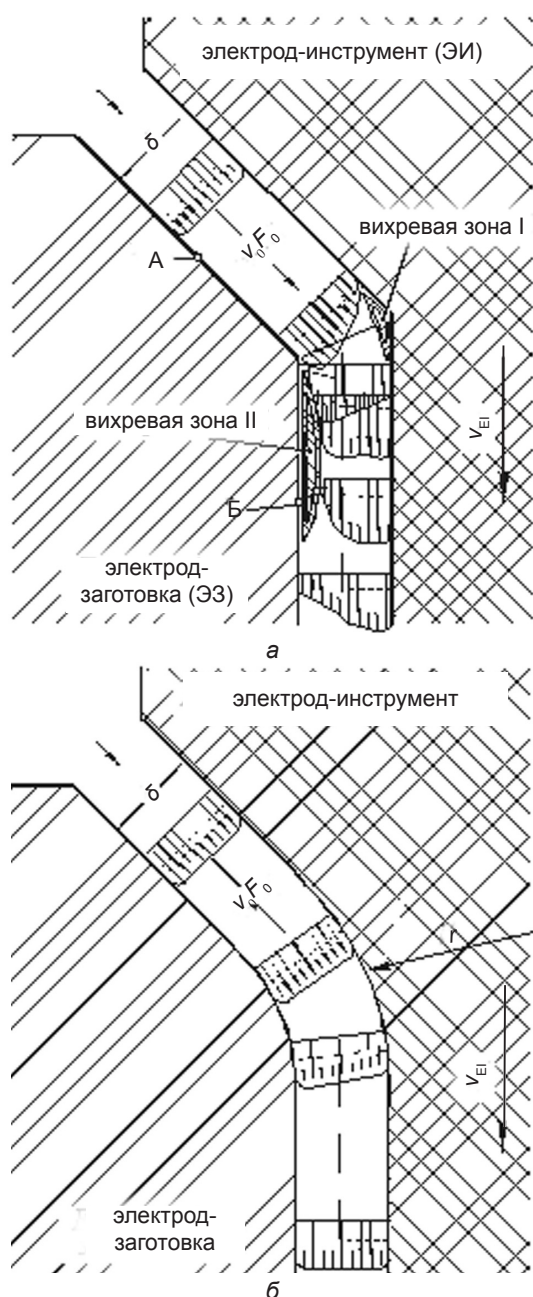 электрод-инструмент (ЭИ)
δ
вихревая зона I
v₀F₀
А
вихревая зона II
v_EI
Б
электрод-
заготовка (ЭЗ)
а
электрод-инструмент
δ
v₀F₀
r
v_EI
электрод-
заготовка
б